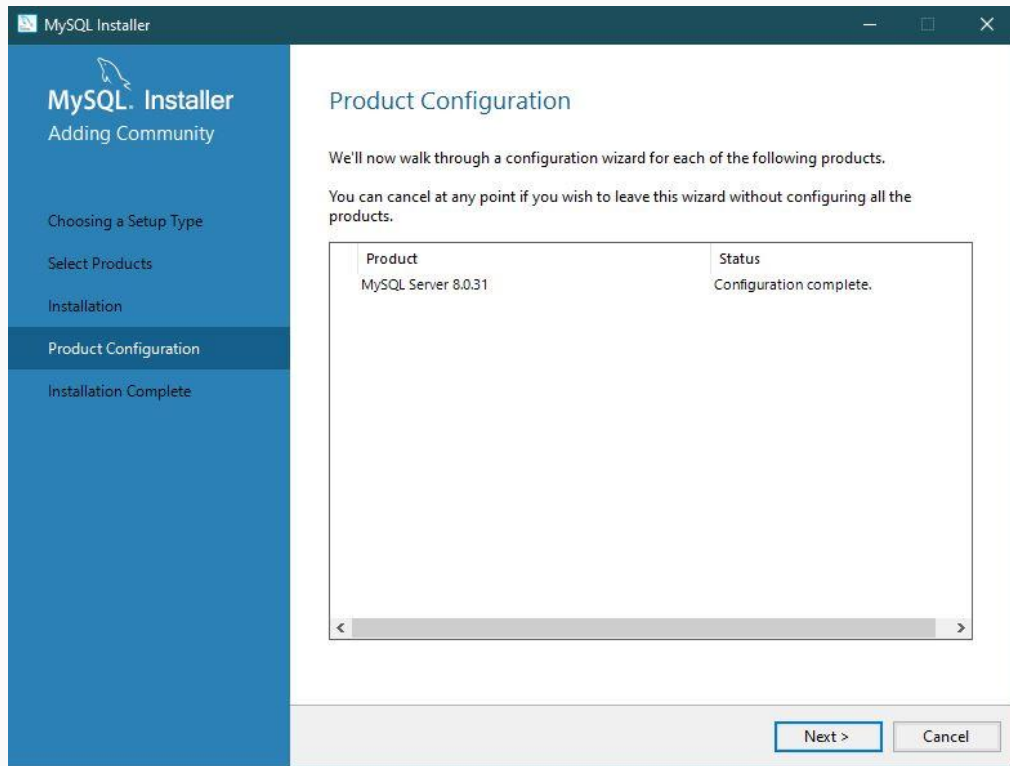 MySQL Installer
MySQL. Installer
Adding Community
Choosing a Setup Type
Select Products
Installation
Product Configuration
Installation Complete
Product Configuration
We'll now walk through a configuration wizard for each of the following products.
You can cancel at any point if you wish to leave this wizard without configuring all the
products.
Product Status
MySQL Server 8.0.31 Configuration complete.
Next > Cancel